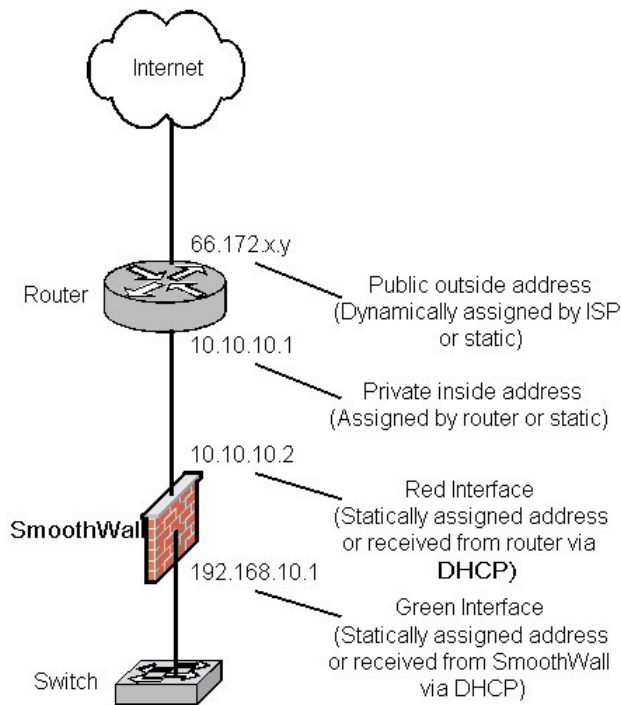 Internet
66.172.x.y
Router
Public outside address
(Dynamically assigned by ISP
or static)
10.10.10.1
Private inside address
(Assigned by router or static)
10.10.10.2
Red Interface
(Statically assigned address
or received from router via
DHCP)
SmoothWall
192.168.10.1
Green Interface
(Statically assigned address
or received from SmoothWall
via DHCP)
Switch